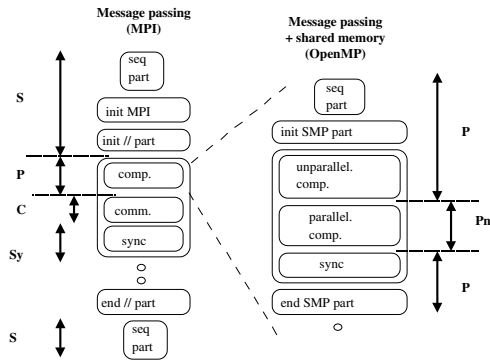 Message passing
(MPI)
Message passing
+ shared memory
(OpenMP)
S
seq
part
init MPI
init // part
P
comp.
C
comm.
Sy
sync
end // part
S
seq
part
seq
part
init SMP part
P
unparallel.
comp.
parallel.
comp.
Pn
sync
P
end SMP part